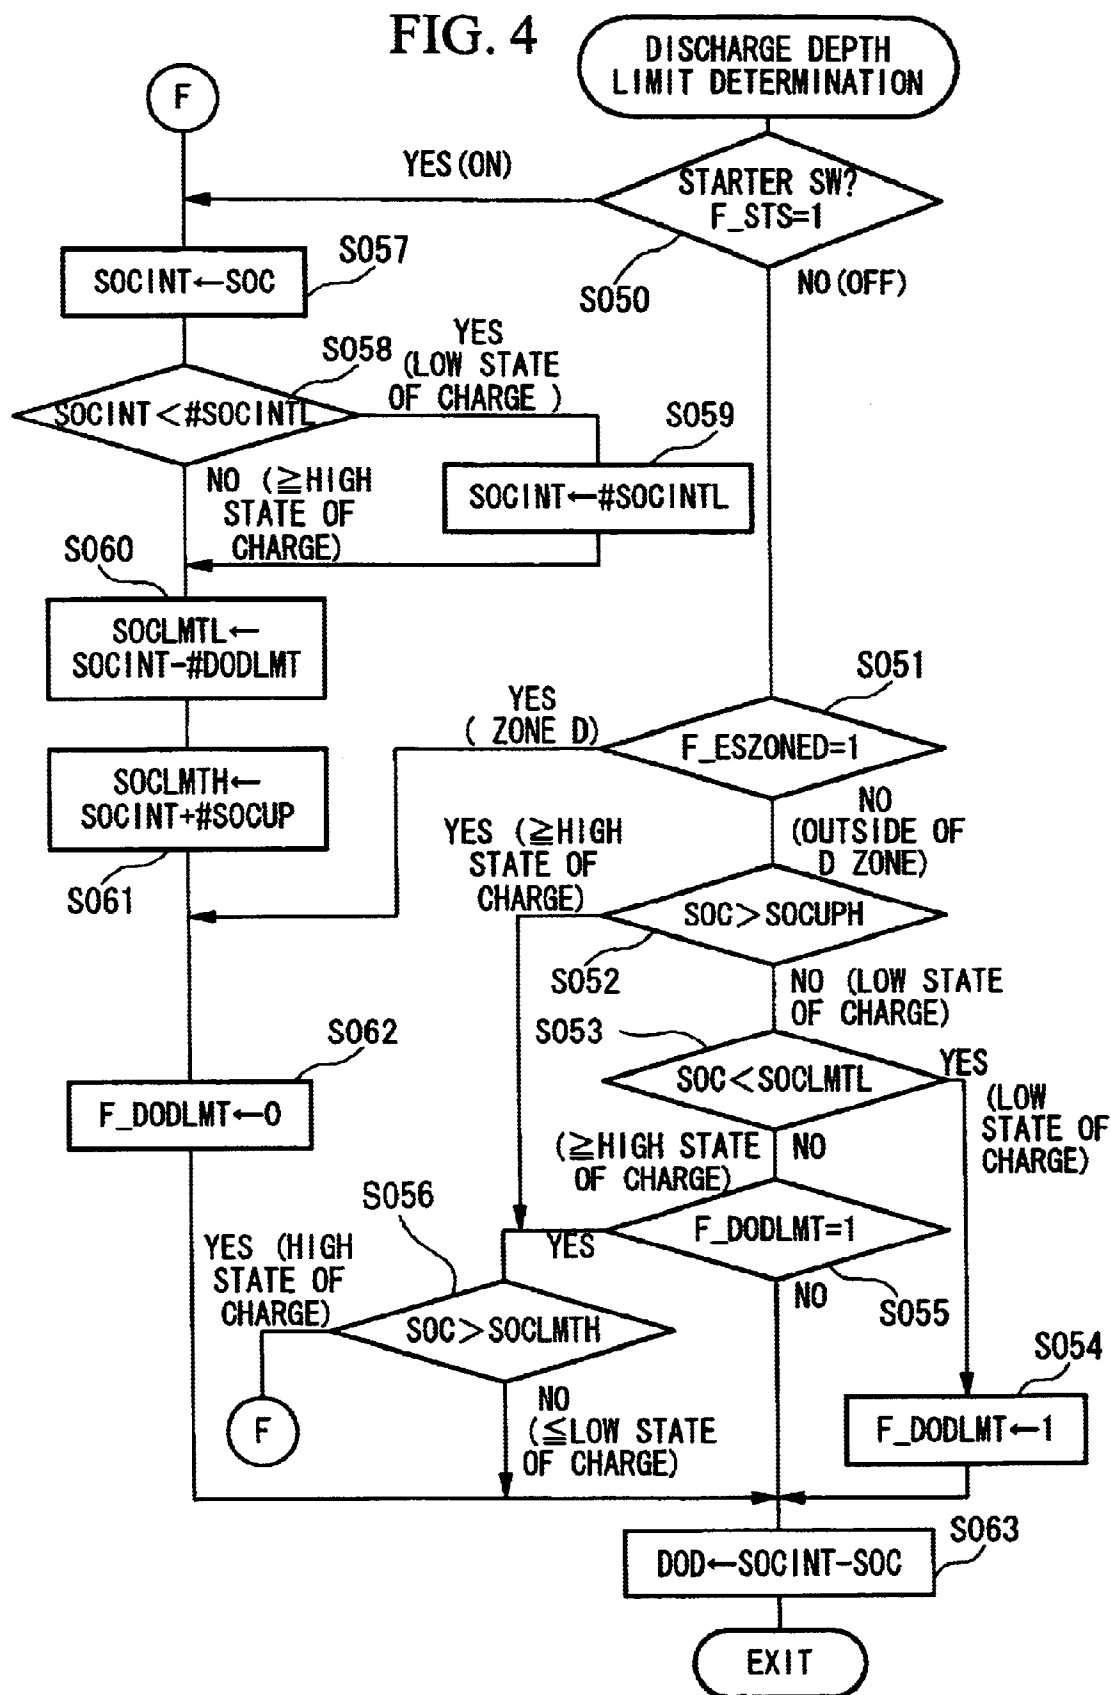 FIG. 4
DISCHARGE DEPTH
LIMIT DETERMINATION
F
YES(ON)
STARTER SW?
F_STS=1
S050
NO(OFF)
S057
SOCINT←SOC
S058
YES
(LOW STATE
OF CHARGE )
SOCINT<#SOCINTL
S059
SOCINT←#SOCINTL
NO (≧HIGH
STATE OF
CHARGE)
S060
SOCLMTL←
SOCINT-#DODLMT
S051
YES
( ZONE D)
F_ESZONED=1
NO
(OUTSIDE OF
D ZONE)
SOCLMTH←
SOCINT+#SOCUP
S061
YES (≧HIGH
STATE OF
CHARGE)
SOC>SOCUPH
S052
NO (LOW STATE
OF CHARGE)
S053
SOC<SOCLMTL
YES
(LOW
STATE OF
CHARGE)
S062
F_DODLMT←0
(≧HIGH STATE
OF CHARGE)
NO
F_DODLMT=1
YES
NO
S055
S056
YES (HIGH
STATE OF
CHARGE)
SOC>SOCLMTH
F
NO
(≦LOW STATE
OF CHARGE)
S054
F_DODLMT←1
S063
DOD←SOCINT-SOC
EXIT